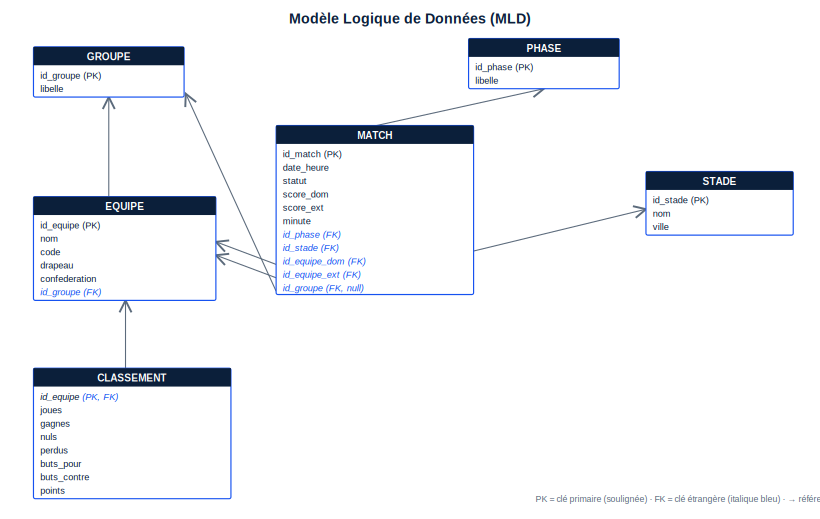 Modèle Logique de Données (MLD)
GROUPE
id_groupe (PK)
libelle
PHASE
id_phase (PK)
libelle
MATCH
id_match (PK)
date_heure
statut
score_dom
score_ext
minute
id_phase (FK)
id_stade (FK)
id_equipe_dom (FK)
id_equipe_ext (FK)
id_groupe (FK, null)
STADE
id_stade (PK)
nom
ville
EQUIPE
id_equipe (PK)
nom
code
drapeau
confederation
id_groupe (FK)
CLASSEMENT
id_equipe (PK, FK)
joues
gagnes
nuls
perdus
buts_pour
buts_contre
points
PK = clé primaire (soulignée) · FK = clé étrangère (italique bleu) · → référe